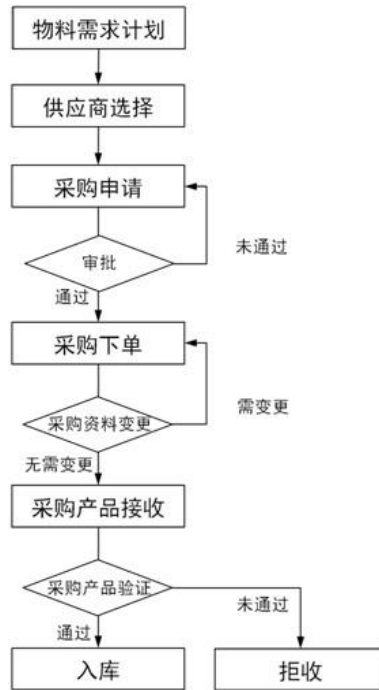 物料需求计划
供应商选择
采购申请
未通过
审批
通过
采购下单
需变更
采购资料变更
无需变更
采购产品接收
采购产品验证
未通过
通过
入库
拒收